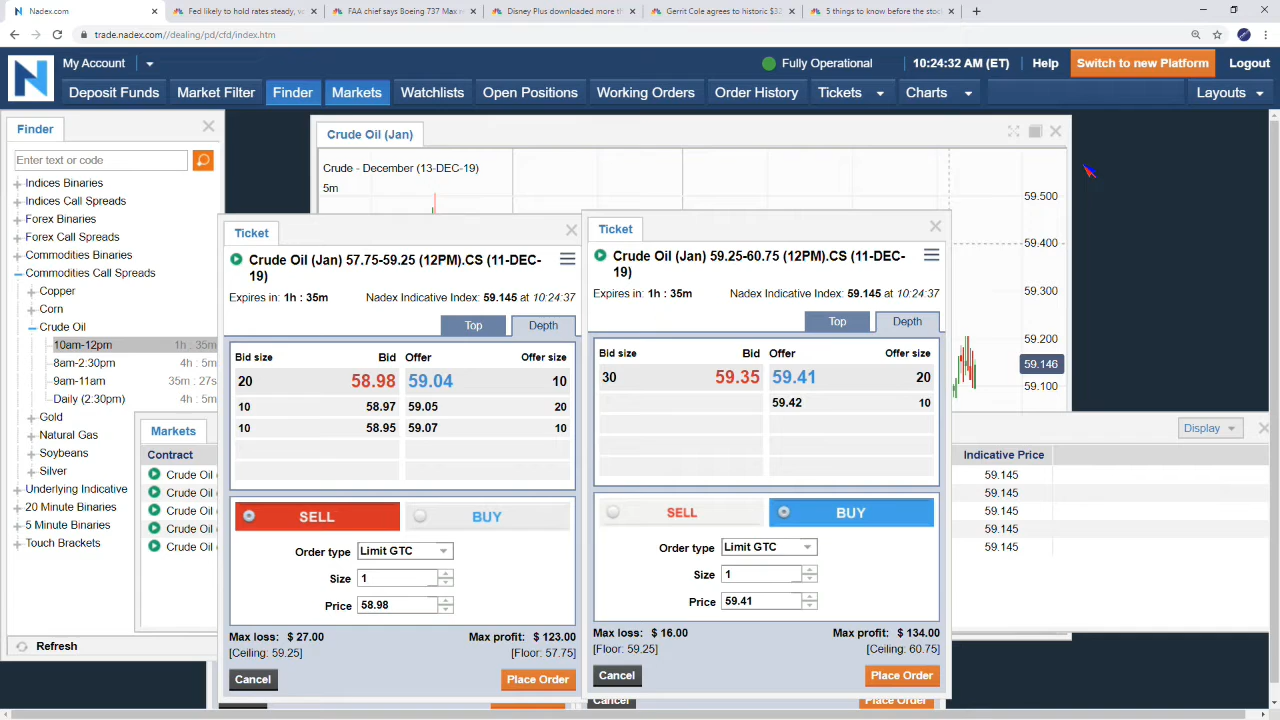 Nadex.com
Fed likely to hold rates steady, v
FAA chief says Boeing 737 Max
Disney Plus downloaded more th
Gerrit Cole agrees to historic $32
5 things to know before the stoc
trade.nadex.com//dealing/pd/cfd/index.htm
N
My Account
Fully Operational
10:24:32 AM (ET)
Help
Switch to new Platform
Logout
Deposit Funds
Market Filter
Finder
Markets
Watchlists
Open Positions
Working Orders
Order History
Tickets
Charts
Layouts
Finder
Enter text or code
Indices Binaries
Indices Call Spreads
Forex Binaries
Forex Call Spreads
Commodities Binaries
Commodities Call Spreads
Copper
Corn
Crude Oil
10am-12pm 1h : 35m
8am-2:30pm 4h : 5m
9am-11am 35m : 27s
Daily (2:30pm) 4h : 5m
Gold
Natural Gas
Soybeans
Silver
Underlying Indicative
20 Minute Binaries
5 Minute Binaries
Touch Brackets
Refresh
Markets
Contract
Crude Oil
Crude Oil
Crude Oil
Crude Oil
Crude Oil
Crude Oil (Jan)
Crude - December (13-DEC-19)
5m
59.500
59.400
59.300
59.200
59.146
59.100
Ticket
Crude Oil (Jan) 57.75-59.25 (12PM).CS (11-DEC-
19)
Expires in: 1h : 35m Nadex Indicative Index: 59.145 at 10:24:37
Top Depth
Bid size Bid Offer Offer size
20 58.98 59.04 10
10 58.97 59.05 20
10 58.95 59.07 10
SELL BUY
Order type Limit GTC
Size 1
Price 58.98
Max loss: $ 27.00 Max profit: $ 123.00
[Ceiling: 59.25] [Floor: 57.75]
Cancel Place Order
Ticket
Crude Oil (Jan) 59.25-60.75 (12PM).CS (11-DEC-
19)
Expires in: 1h : 35m Nadex Indicative Index: 59.145 at 10:24:37
Top Depth
Bid size Bid Offer Offer size
30 59.35 59.41 20
59.42 10
SELL BUY
Order type Limit GTC
Size 1
Price 59.41
Max loss: $ 16.00 Max profit: $ 134.00
[Floor: 59.25] [Ceiling: 60.75]
Cancel Place Order
Cancel Place Order
Display
Indicative Price
59.145
59.145
59.145
59.145
59.145